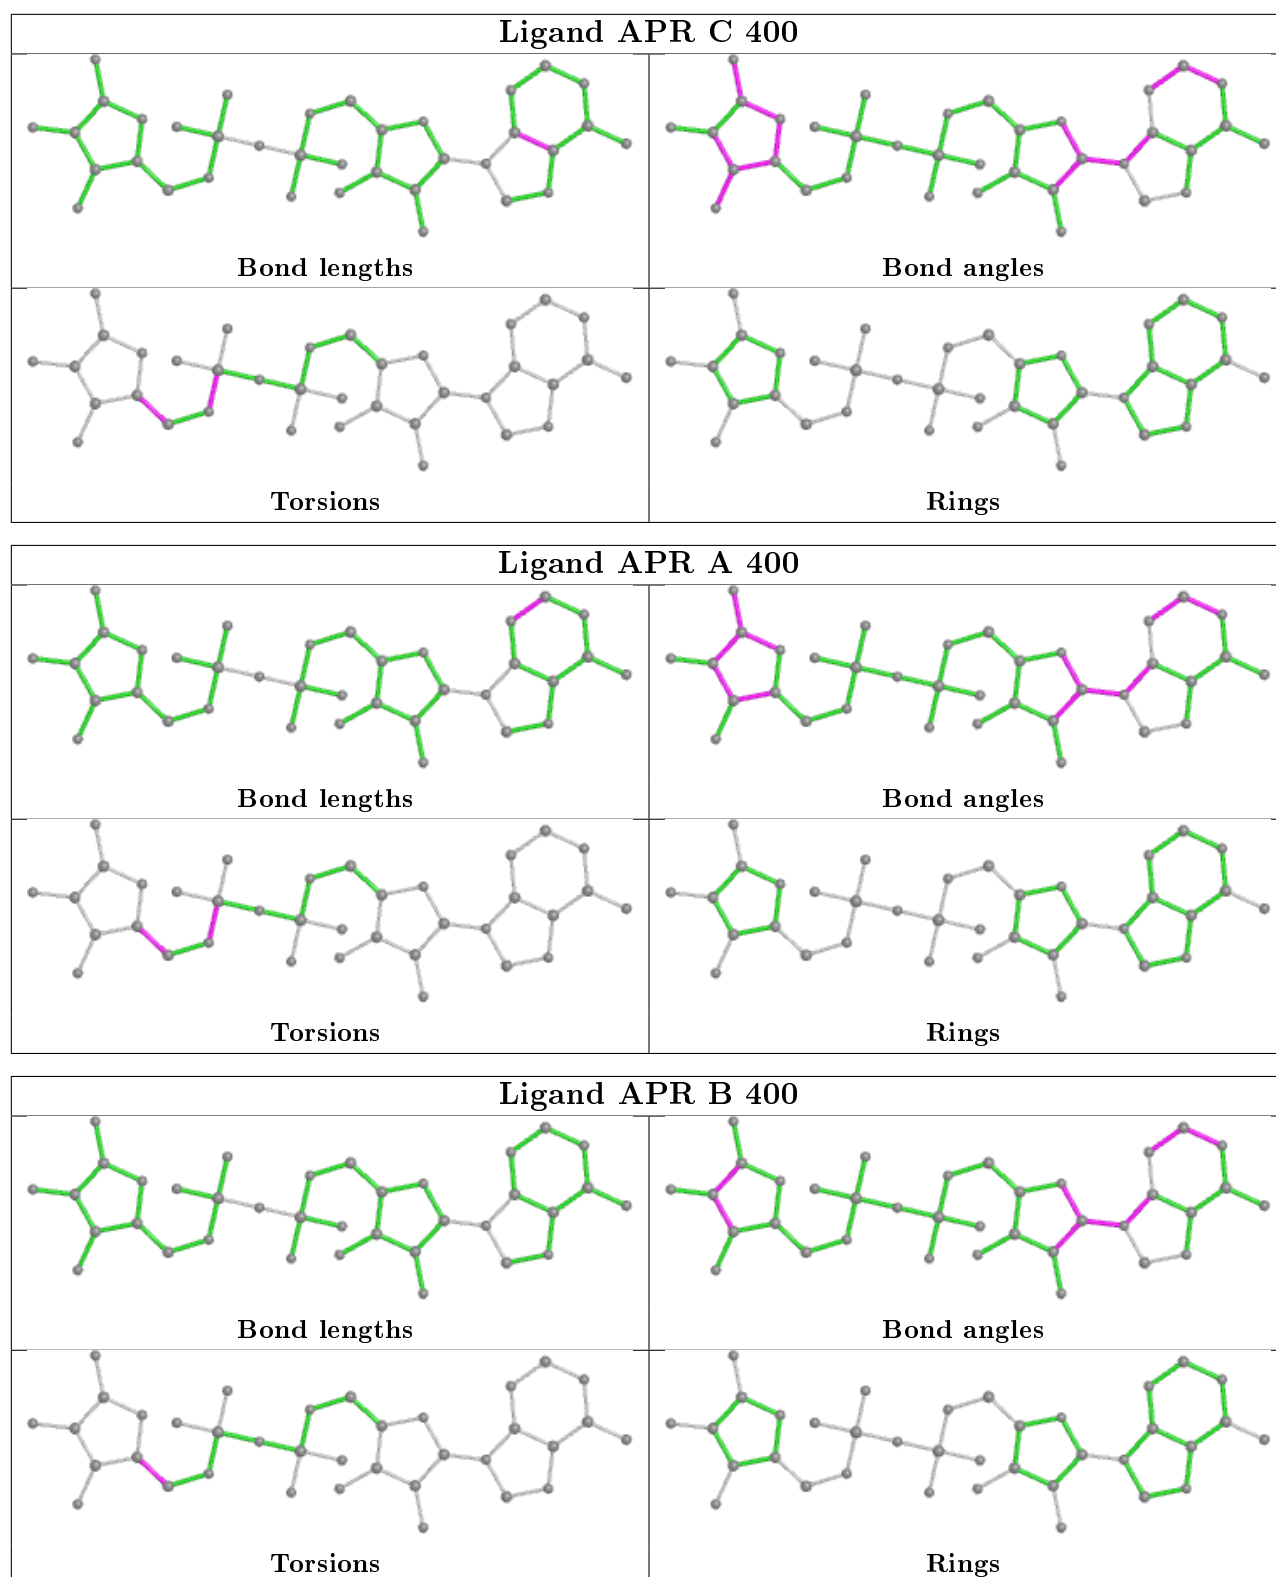 Ligand APR C 400
Bond lengths
Bond angles
Torsions
Rings
Ligand APR A 400
Bond lengths
Bond angles
Torsions
Rings
Ligand APR B 400
Bond lengths
Bond angles
Torsions
Rings